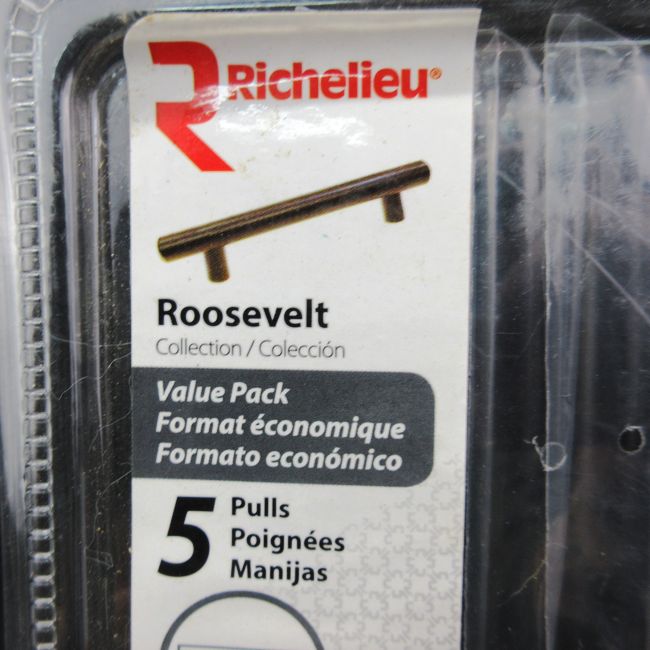 Richelieu®
Roosevelt
Collection / Colección
Value Pack
Format économique
Formato económico
5
Pulls
Poignées
Manijas